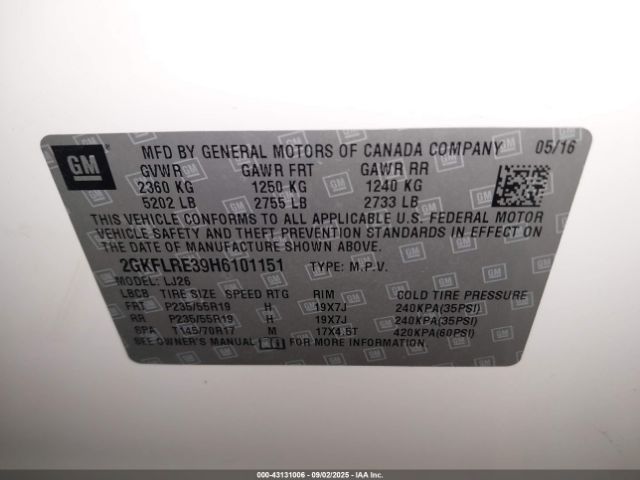 GM
MFD BY GENERAL MOTORS OF CANADA COMPANY 05/16
GVWR GAWR FRT GAWR RR
2360 KG 1250 KG 1240 KG
5202 LB 2755 LB 2733 LB
THIS VEHICLE CONFORMS TO ALL APPLICABLE U.S. FEDERAL MOTOR
VEHICLE SAFETY AND THEFT PREVENTION STANDARDS IN EFFECT ON
THE DATE OF MANUFACTURE SHOWN ABOVE.
2GKFLRE39H6101151 TYPE: M.P.V.
MODEL: LJ26
LBCB TIRE SIZE SPEED RTG RIM COLD TIRE PRESSURE
FRT P235/55R19 H 19X7J 240KPA(35PSI)
RR P235/55R19 H 19X7J 240KPA(35PSI)
SPA T145/70R17 M 17X4.5T 420KPA(60PSI)
SEE OWNER'S MANUAL FOR MORE INFORMATION
000-43131006 - 09/02/2025 - IAA Holdings, LLC